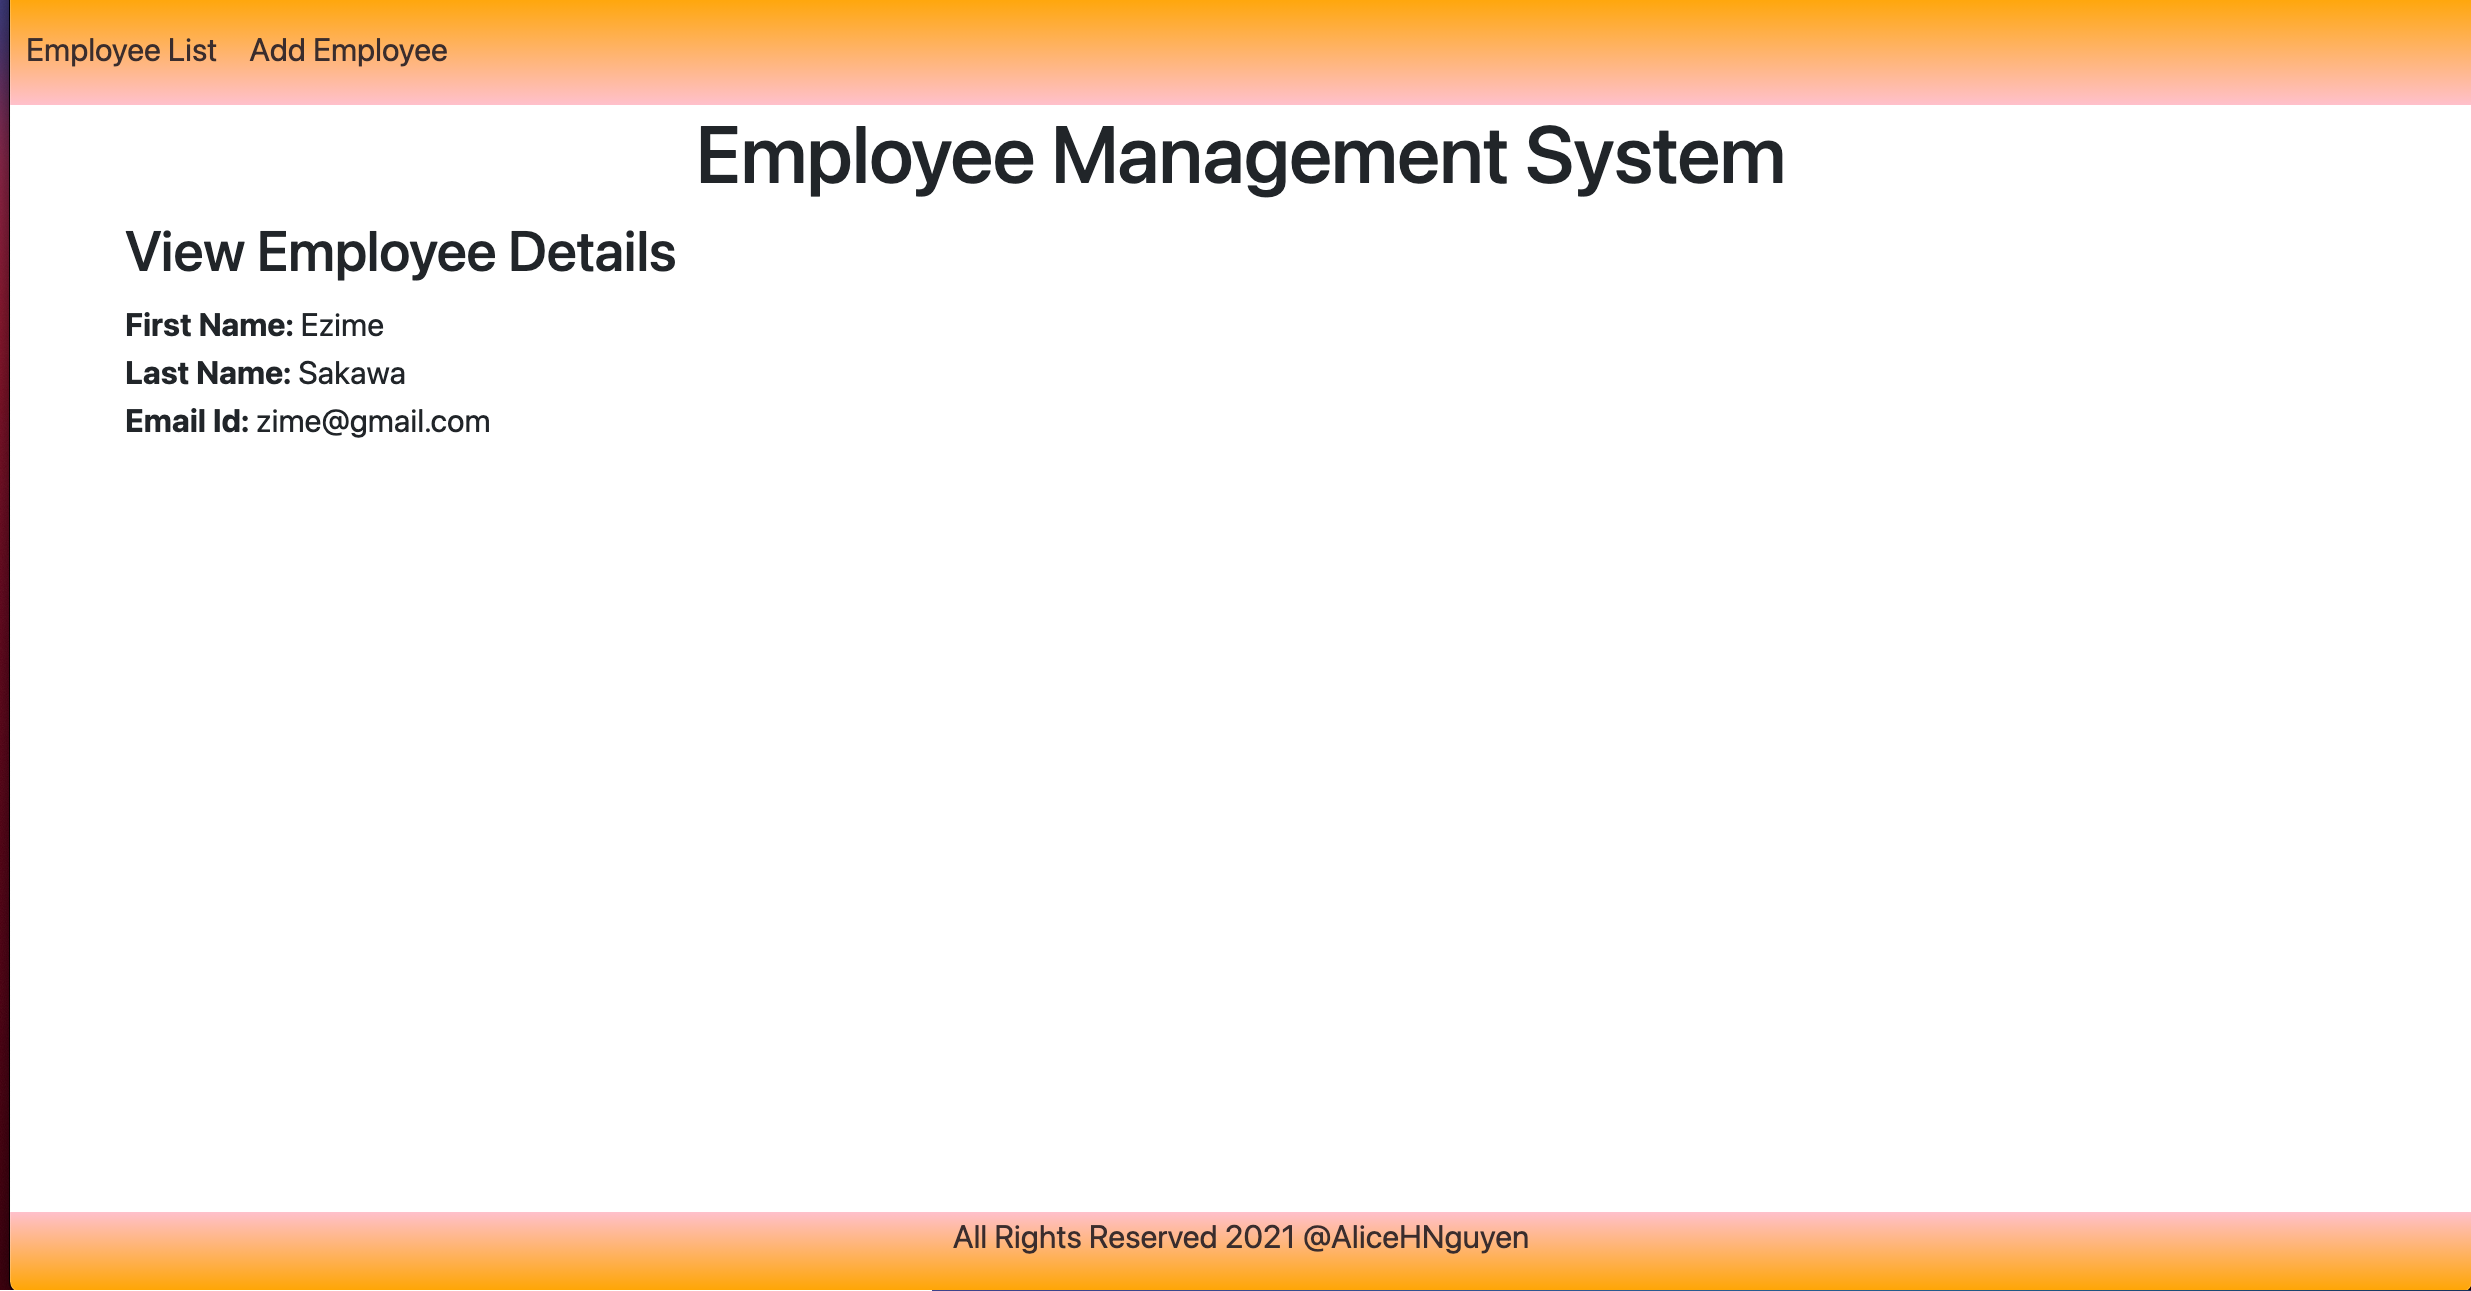 Employee List Add Employee
Employee Management System
View Employee Details
First Name: Ezime
Last Name: Sakawa
Email Id: zime@gmail.com
All Rights Reserved 2021 @AliceHNguyen